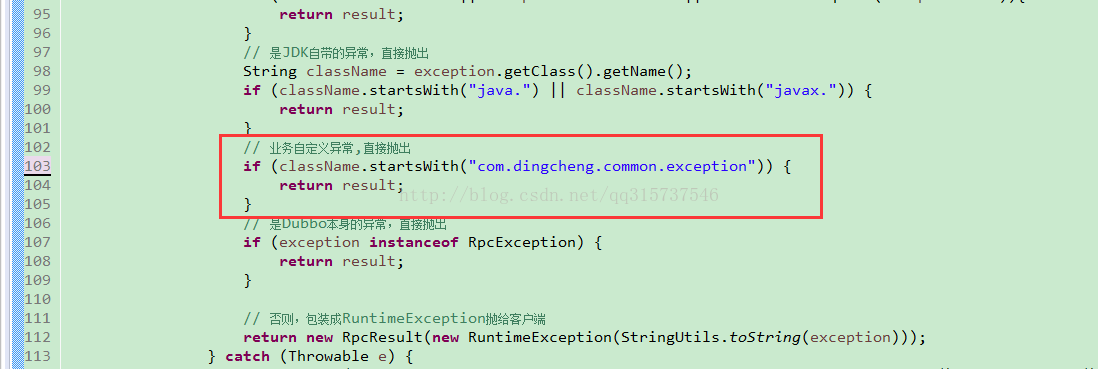 95 return result;
96 }
97 // 是JDK自带的异常，直接抛出
98 String className = exception.getClass().getName();
99 if (className.startsWith("java.") || className.startsWith("javax.")) {
100 return result;
101 }
102 // 业务自定义异常,直接抛出
103 if (className.startsWith("com.dingcheng.common.exception")) {
104 return result;
http://blog.csdn.net/qq315737546
105 }
106 // 是Dubbo本身的异常，直接抛出
107 if (exception instanceof RpcException) {
108 return result;
109 }
110
111 // 否则，包装成RuntimeException抛给客户端
112 return new RpcResult(new RuntimeException(StringUtils.toString(exception)));
113 } catch (Throwable e) {